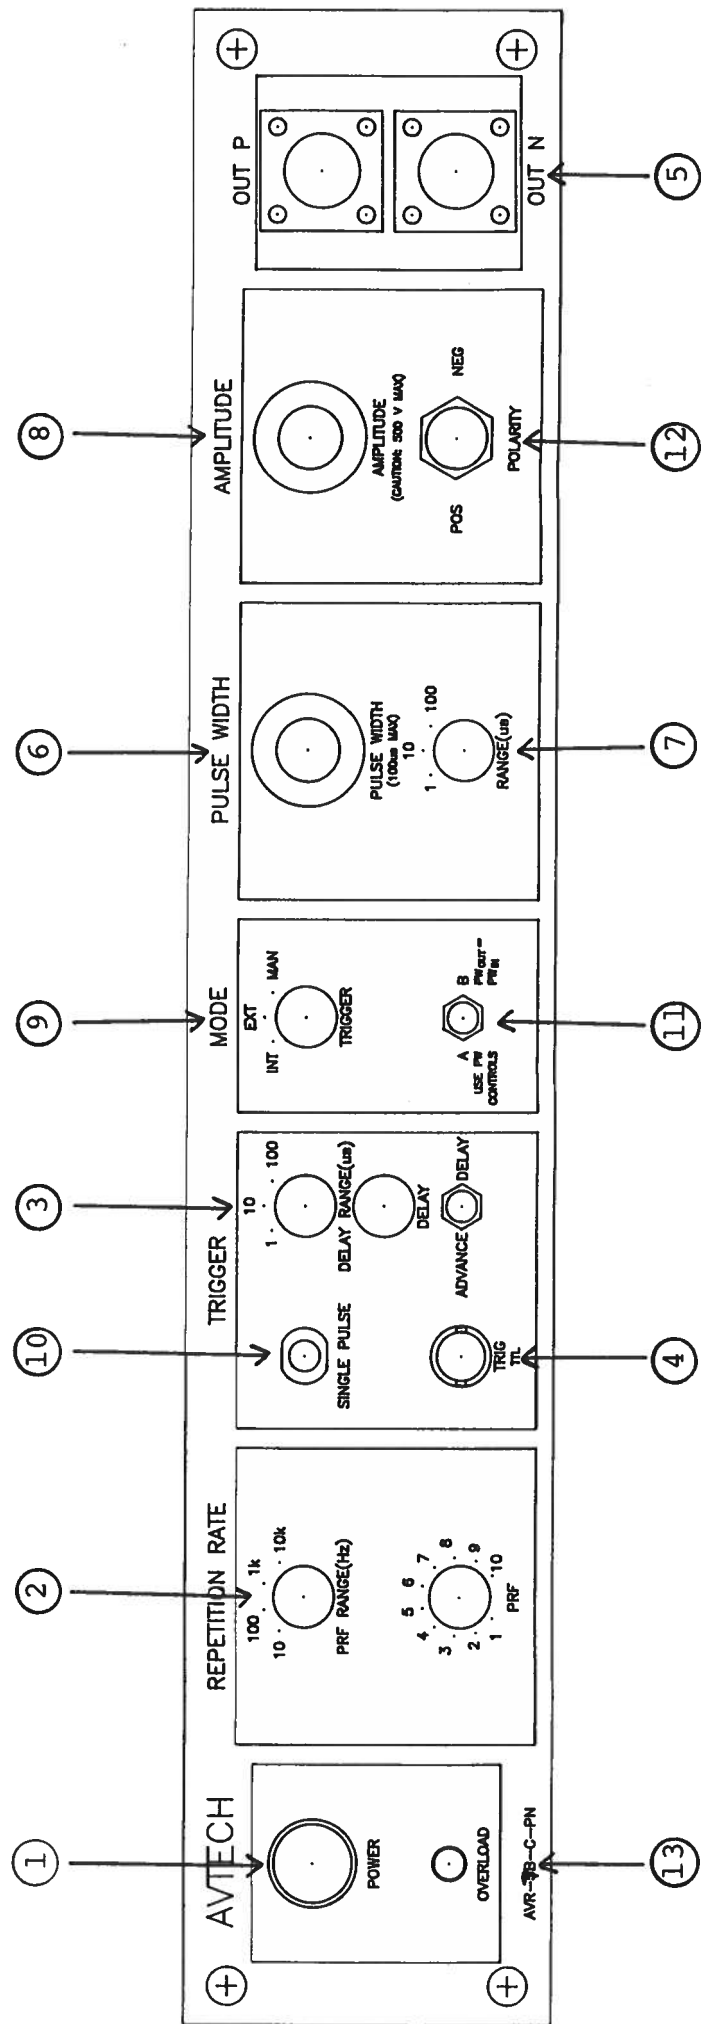 1
2
10
3
9
6
8
AVTECH
POWER
OVERLOAD
REPETITION RATE
10
100
1k
10k
PRF RANGE(Hz)
1
2
3
4
5
6
7
8
9
10
PRF
TRIGGER
SINGLE PULSE
TRIG
TTL
1
10
100
DELAY RANGE(us)
DELAY
ADVANCE
DELAY
MODE
INT
EXT
MAN
TRIGGER
A
USE PW
CONTROLS
B
PWOUT=
PWIN
PULSE WIDTH
PULSE WIDTH
(100us MAX)
1
10
100
RANGE(us)
AMPLITUDE
AMPLITUDE
(CAUTION: 500 V MAX)
POS
NEG
POLARITY
OUT P
OUT N
13
4
11
7
12
5